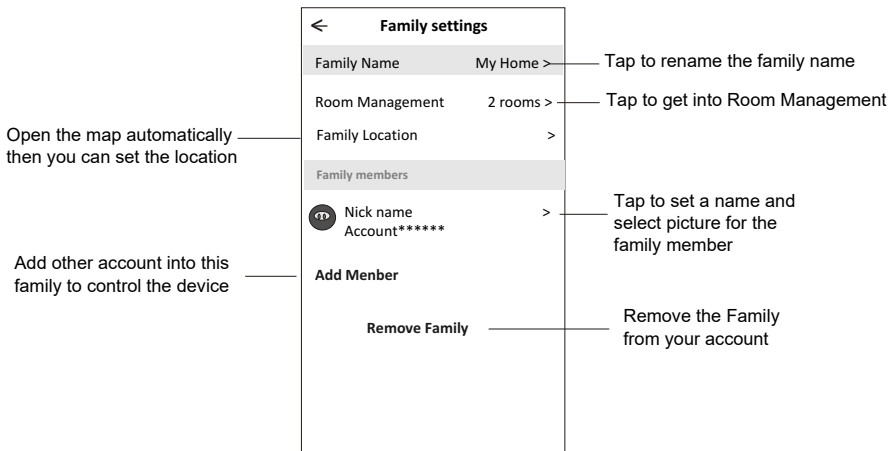 Family settings
Family Name My Home >
Tap to rename the family name
Room Management 2 rooms >
Tap to get into Room Management
Open the map automatically
then you can set the location
Family Location >
Family members
Nick name >
Account******
Tap to set a name and
select picture for the
family member
Add other account into this
family to control the device
Add Menber
Remove Family
Remove the Family
from your account